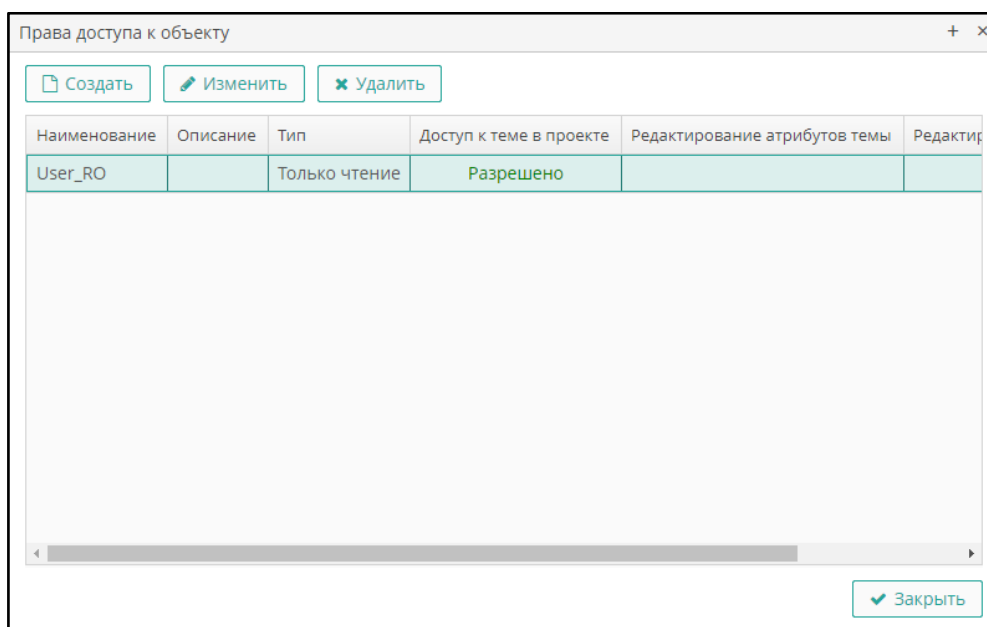 Права доступа к объекту
Создать Изменить Удалить
Наименование Описание Тип Доступ к теме в проекте Редактирование атрибутов темы Редактир
User_RO Только чтение Разрешено
Закрыть